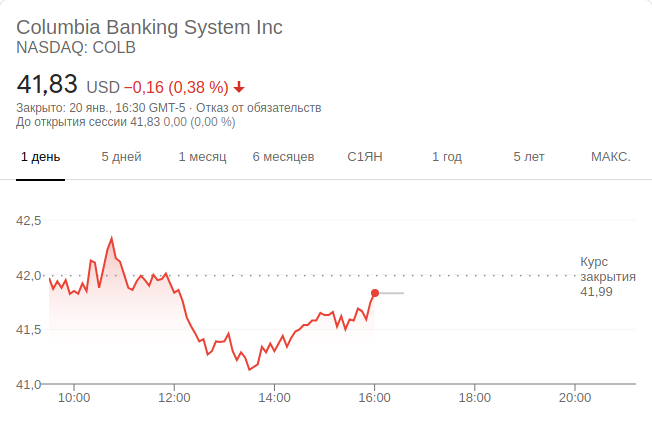 Columbia Banking System Inc
NASDAQ: COLB
41,83 USD −0,16 (0,38 %)
Закрыто: 20 янв., 16:30 GMT-5 · Отказ от обязательств
До открытия сессии 41,83 0,00 (0,00 %)
1 день 5 дней 1 месяц 6 месяцев С1ЯН 1 год 5 лет МАКС.
42,5
42,0
41,5
41,0
Курс
закрытия
41,99
10:00 12:00 14:00 16:00 18:00 20:00